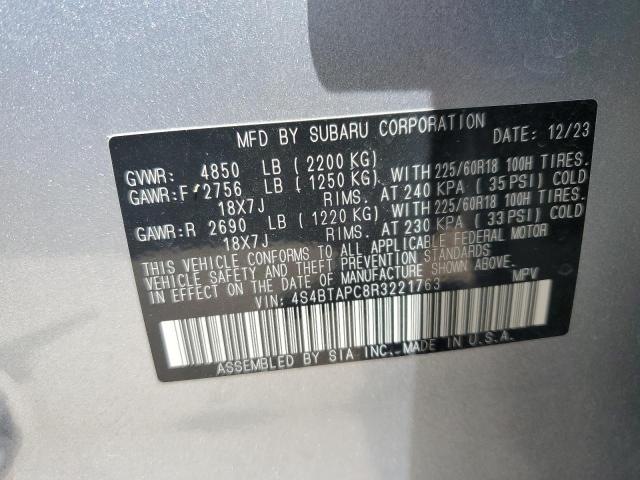 MFD BY SUBARU CORPORATION DATE: 12/23
GVWR: 4850 LB (2200 KG)
GAWR:F 2756 LB (1250 KG) WITH 225/60R18 100H TIRES.
18X7J RIMS. AT 240 KPA (35 PSI) COLD
GAWR:R 2690 LB (1220 KG) WITH 225/60R18 100H TIRES.
18X7J RIMS. AT 230 KPA (33 PSI) COLD
THIS VEHICLE CONFORMS TO ALL APPLICABLE FEDERAL MOTOR
VEHICLE SAFETY AND THEFT PREVENTION STANDARDS IN EFFECT
ON THE DATE OF MANUFACTURE SHOWN ABOVE.
VIN: 4S4BTAPC8R3221763 MPV
ASSEMBLED BY SIA INC. MADE IN U.S.A.